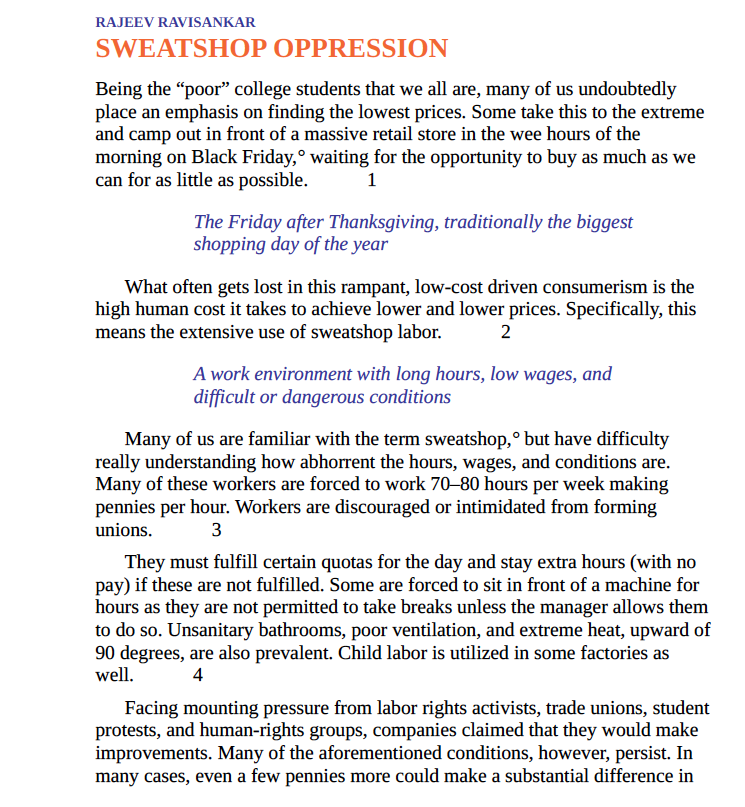 RAJEEV RAVISANKAR
SWEATSHOP OPPRESSION
Being the “poor” college students that we all are, many of us undoubtedly
place an emphasis on finding the lowest prices. Some take this to the extreme
and camp out in front of a massive retail store in the wee hours of the
morning on Black Friday,° waiting for the opportunity to buy as much as we
can for as little as possible. 1
The Friday after Thanksgiving, traditionally the biggest
shopping day of the year
What often gets lost in this rampant, low-cost driven consumerism is the
high human cost it takes to achieve lower and lower prices. Specifically, this
means the extensive use of sweatshop labor. 2
A work environment with long hours, low wages, and
difficult or dangerous conditions
Many of us are familiar with the term sweatshop,° but have difficulty
really understanding how abhorrent the hours, wages, and conditions are.
Many of these workers are forced to work 70–80 hours per week making
pennies per hour. Workers are discouraged or intimidated from forming
unions. 3
They must fulfill certain quotas for the day and stay extra hours (with no
pay) if these are not fulfilled. Some are forced to sit in front of a machine for
hours as they are not permitted to take breaks unless the manager allows them
to do so. Unsanitary bathrooms, poor ventilation, and extreme heat, upward of
90 degrees, are also prevalent. Child labor is utilized in some factories as
well. 4
Facing mounting pressure from labor rights activists, trade unions, student
protests, and human-rights groups, companies claimed that they would make
improvements. Many of the aforementioned conditions, however, persist. In
many cases, even a few pennies more could make a substantial difference in